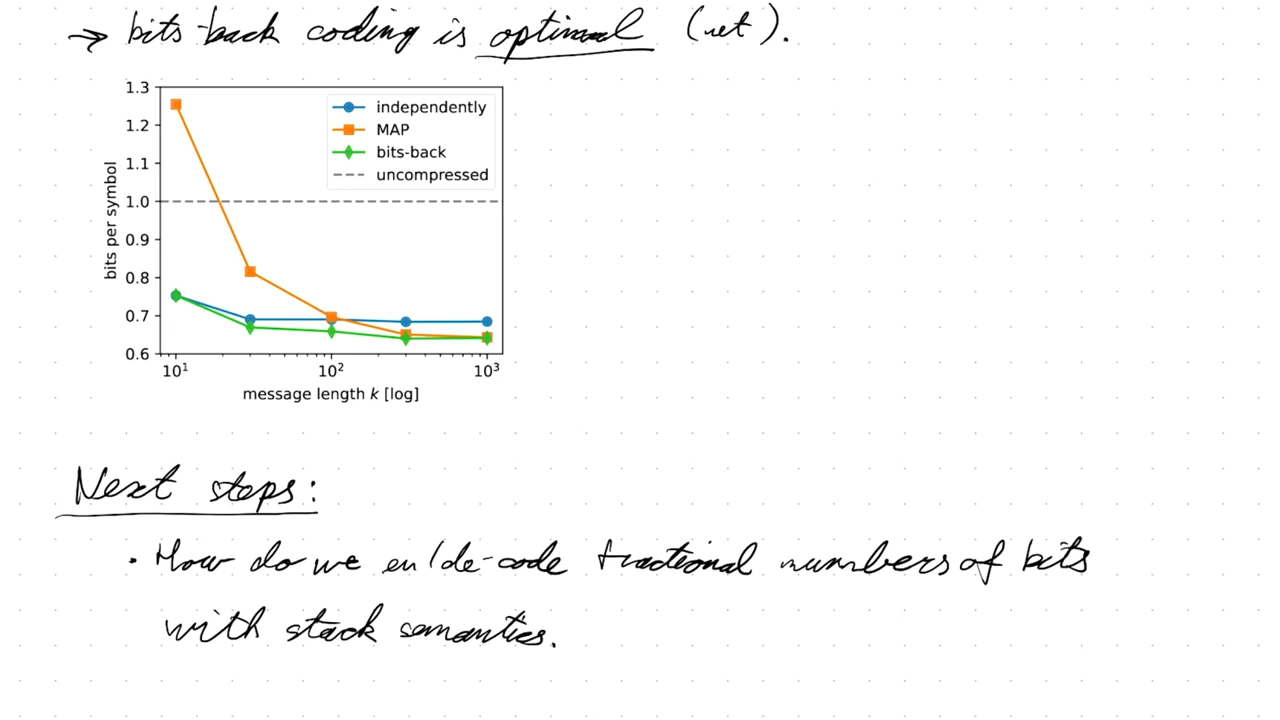 → bits-back coding is optimal (net).
1.3
1.2
1.1
1.0
0.9
0.8
0.7
0.6
bits per symbol
independently
MAP
bits-back
uncompressed
10¹ 10² 10³
message length k [log]
Next steps:
• How do we en/de-code fractional numbers of bits
with stack semantics.